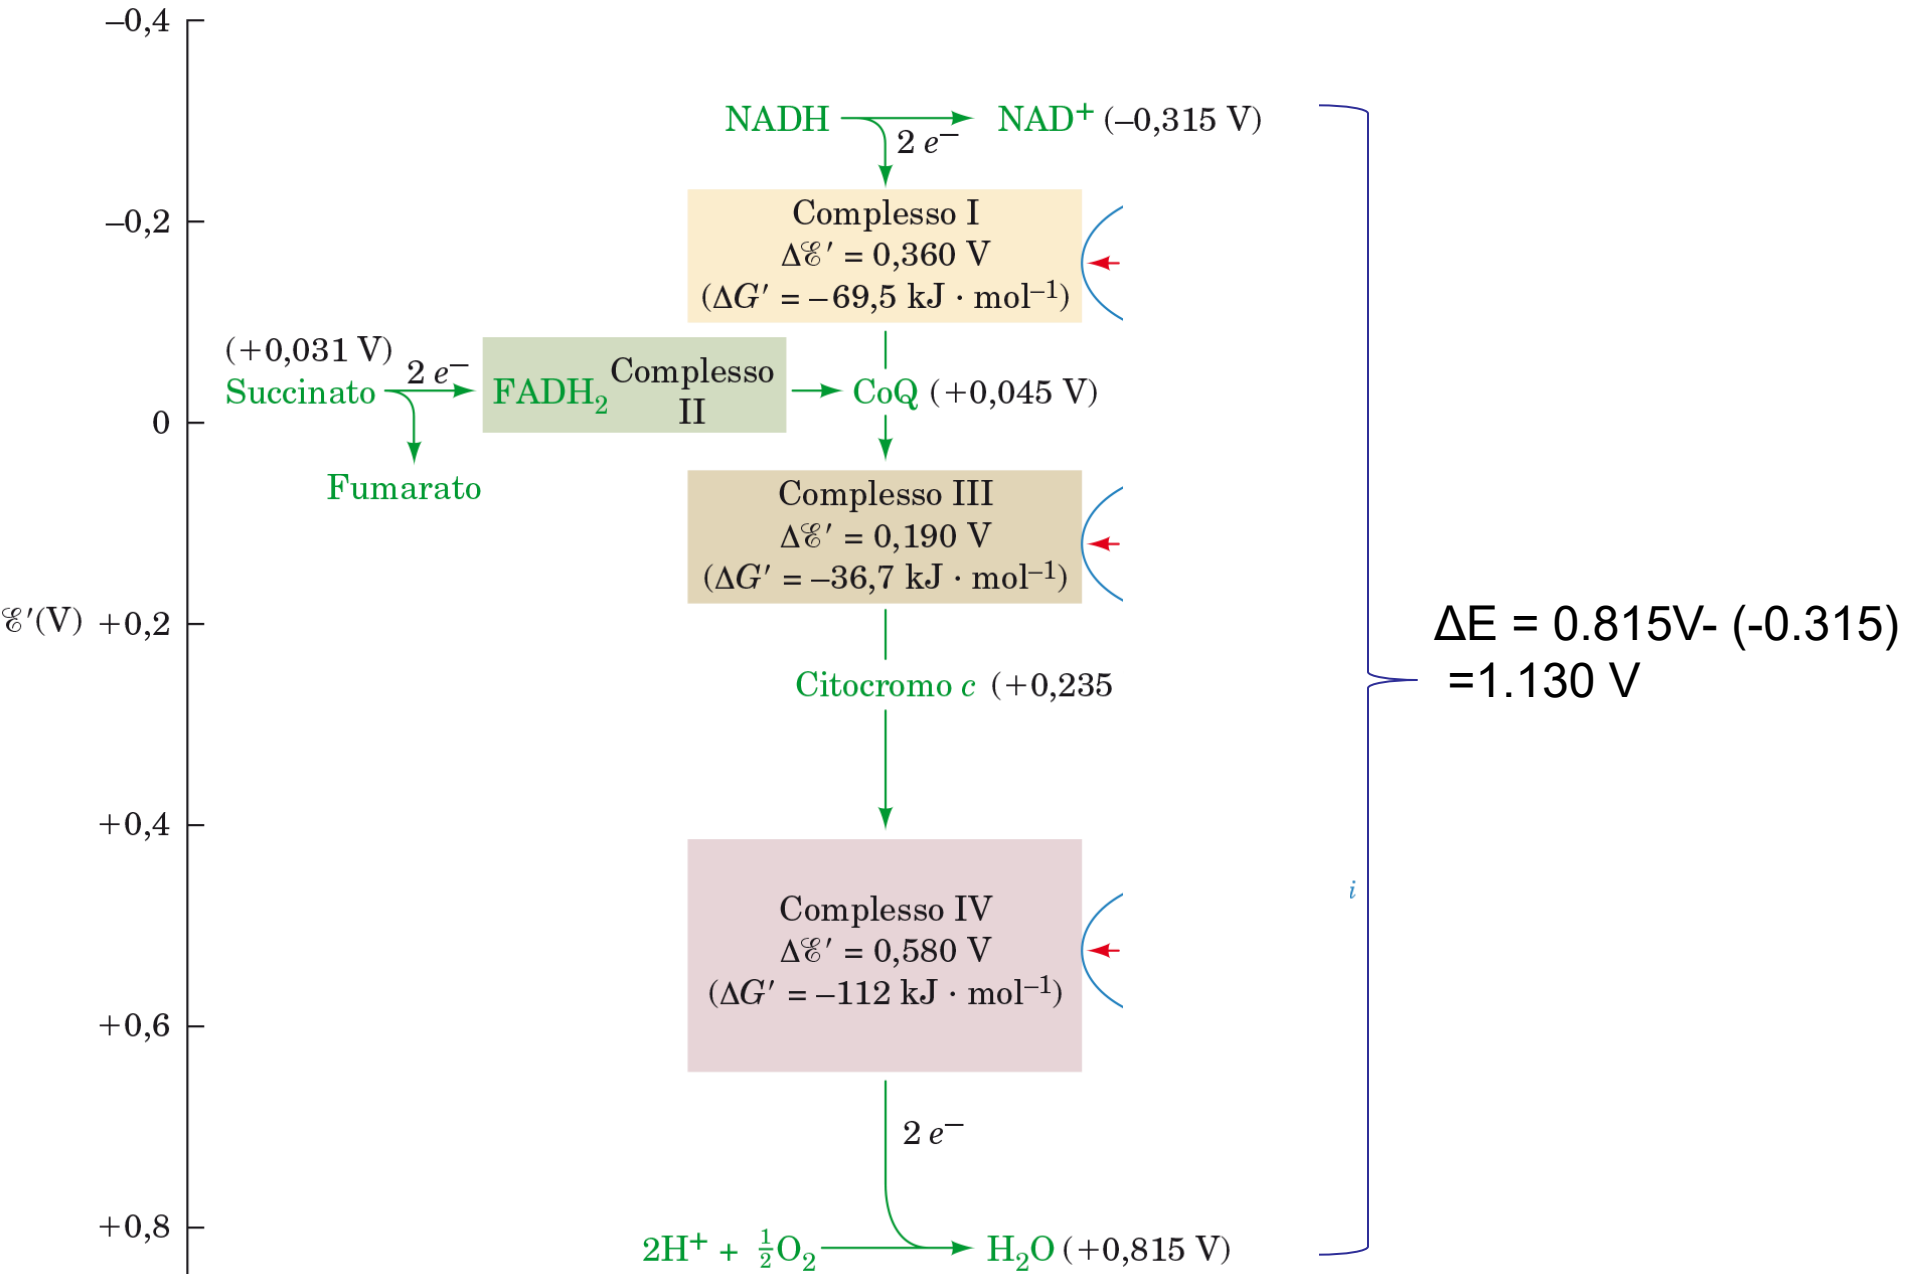 –0,4
NADH
2 e–
NAD+ (–0,315 V)
–0,2
Complesso I
Δℰ′ = 0,360 V
(ΔG′ = –69,5 kJ · mol–1)
(+0,031 V)
Succinato
2 e–
FADH2
Complesso
II
CoQ (+0,045 V)
0
Fumarato
Complesso III
Δℰ′ = 0,190 V
(ΔG′ = –36,7 kJ · mol–1)
ℰ′(V)
+0,2
ΔE = 0.815V- (-0.315)
=1.130 V
Citocromo c (+0,235
+0,4
i
Complesso IV
Δℰ′ = 0,580 V
(ΔG′ = –112 kJ · mol–1)
+0,6
2 e–
+0,8
2H+ + 1/2 O2
H2O (+0,815 V)